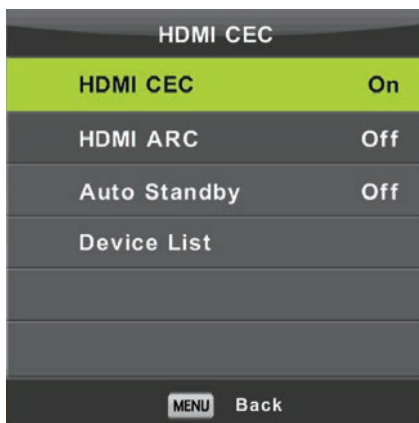 HDMI CEC
HDMI CEC On
HDMI ARC Off
Auto Standby Off
Device List
MENU Back